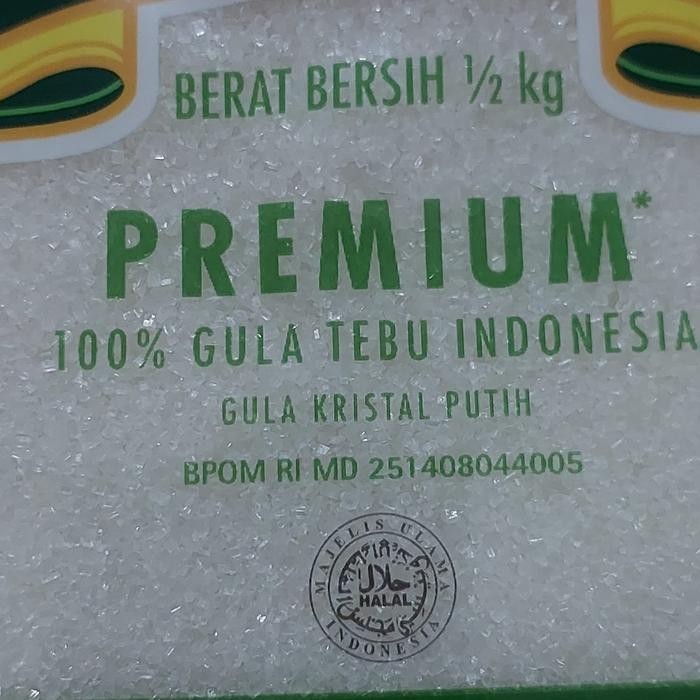 BERAT BERSIH ½ kg
PREMIUM*
100% GULA TEBU INDONESIA
GULA KRISTAL PUTIH
BPOM RI MD 251408044005
MAJELIS ULAMA
حلال
HALAL
INDONESIA